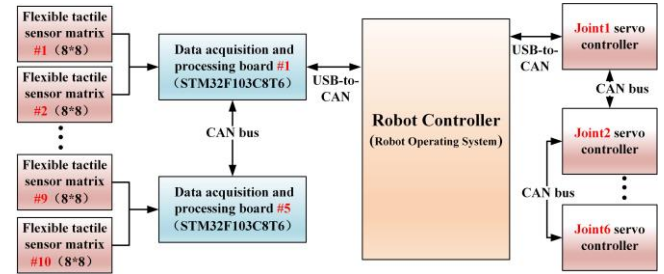 Flexible tactile
sensor matrix
#1（8*8）
Flexible tactile
sensor matrix
#2（8*8）
Flexible tactile
sensor matrix
#9（8*8）
Flexible tactile
sensor matrix
#10（8*8）
Data acquisition and
processing board #1
（STM32F103C8T6）
CAN bus
Data acquisition and
processing board #5
（STM32F103C8T6）
USB-to-
CAN
Robot Controller
(Robot Operating System)
USB-to-
CAN
Joint1 servo
controller
CAN bus
Joint2 servo
controller
CAN bus
Joint6 servo
controller